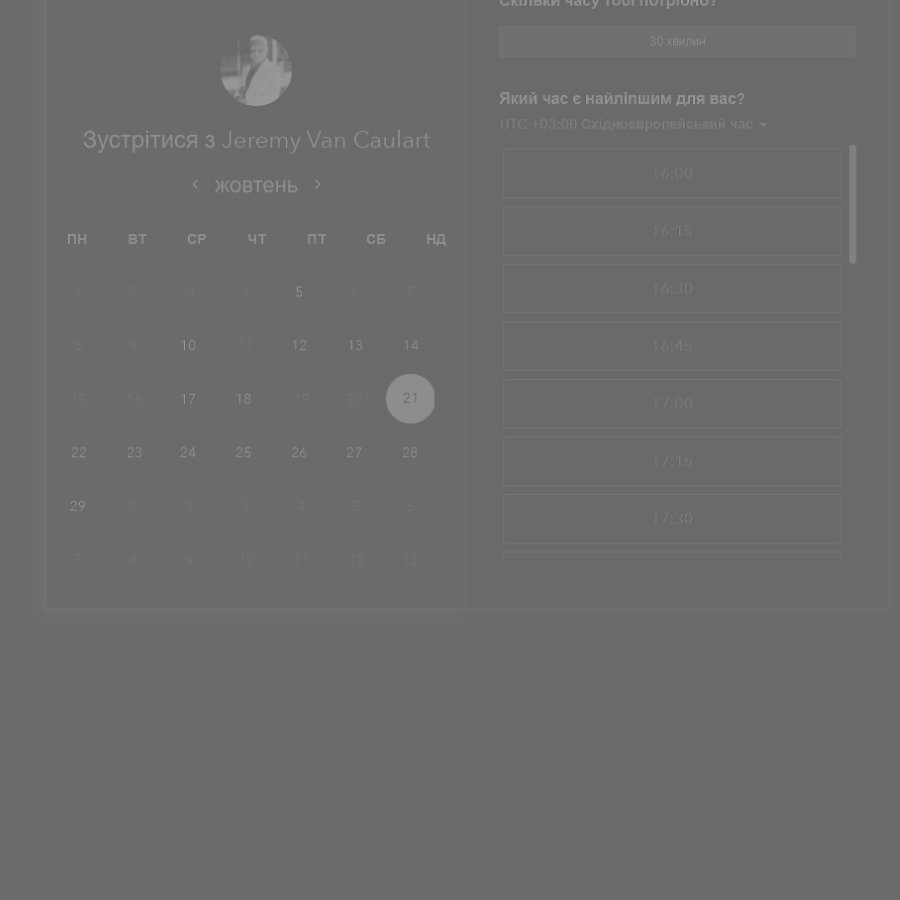 Зустрітися з Jeremy Van Caulart
‹ жовтень ›
ПН ВТ СР ЧТ ПТ СБ НД
1 2 3 4 5 6 7
8 9 10 11 12 13 14
15 16 17 18 19 20 21
22 23 24 25 26 27 28
29 1 2 3 4 5 6
7 8 9 10 11 12 13
Скільки часу тобі потрібно?
30 хвилин
Який час є найліпшим для вас?
UTC +03:00 Східноєвропейський час
16:00
16:15
16:30
16:45
17:00
17:15
17:30